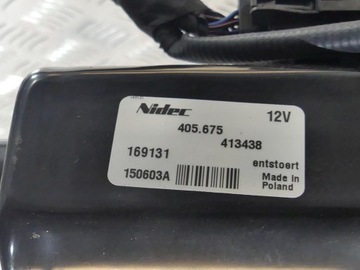 Nidec 12V
405.675
413438
169131
entstoert
150603A
Made in
Poland